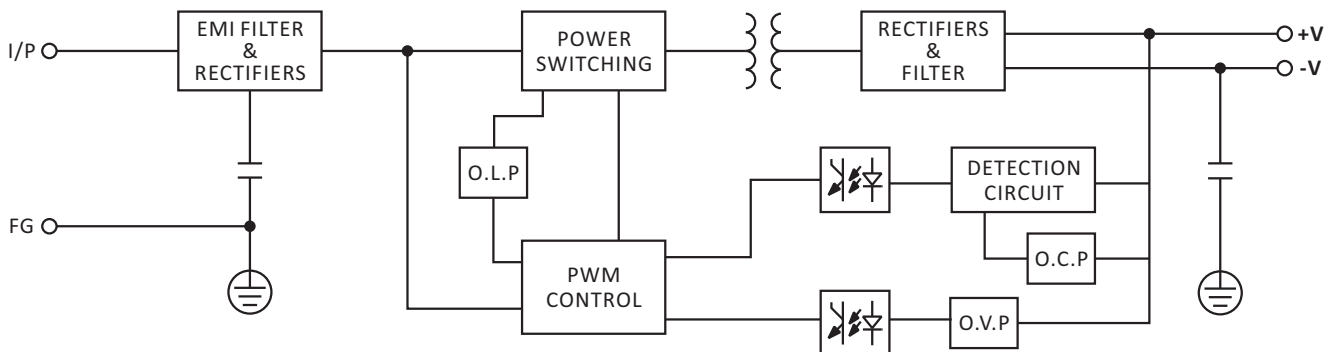 I/P
EMI FILTER
&
RECTIFIERS
POWER
SWITCHING
RECTIFIERS
&
FILTER
+V
-V
O.L.P
DETECTION
CIRCUIT
FG
PWM
CONTROL
O.C.P
O.V.P